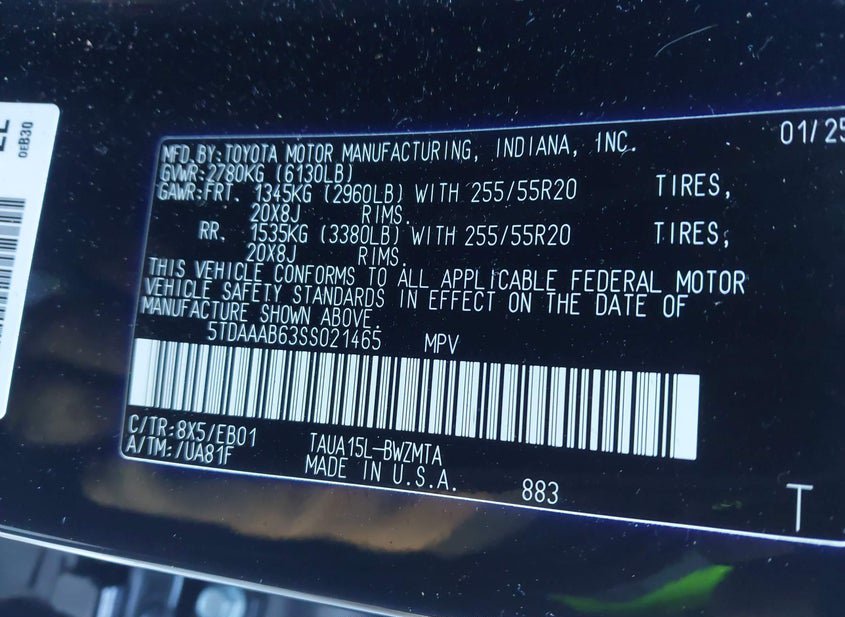 0EB30
01/25
MFD.BY:TOYOTA MOTOR MANUFACTURING, INDIANA, INC.
GVWR:2780KG (6130LB)
GAWR:FRT. 1345KG (2960LB) WITH 255/55R20 TIRES,
20X8J RIMS.
RR. 1535KG (3380LB) WITH 255/55R20 TIRES,
20X8J RIMS.
THIS VEHICLE CONFORMS TO ALL APPLICABLE FEDERAL MOTOR
VEHICLE SAFETY STANDARDS IN EFFECT ON THE DATE OF
MANUFACTURE SHOWN ABOVE.
5TDAAAB63SS021465 MPV
C/TR:8X5/EB01 TAUA15L-BWZMTA
A/TM:/UA81F MADE IN U.S.A. 883
T